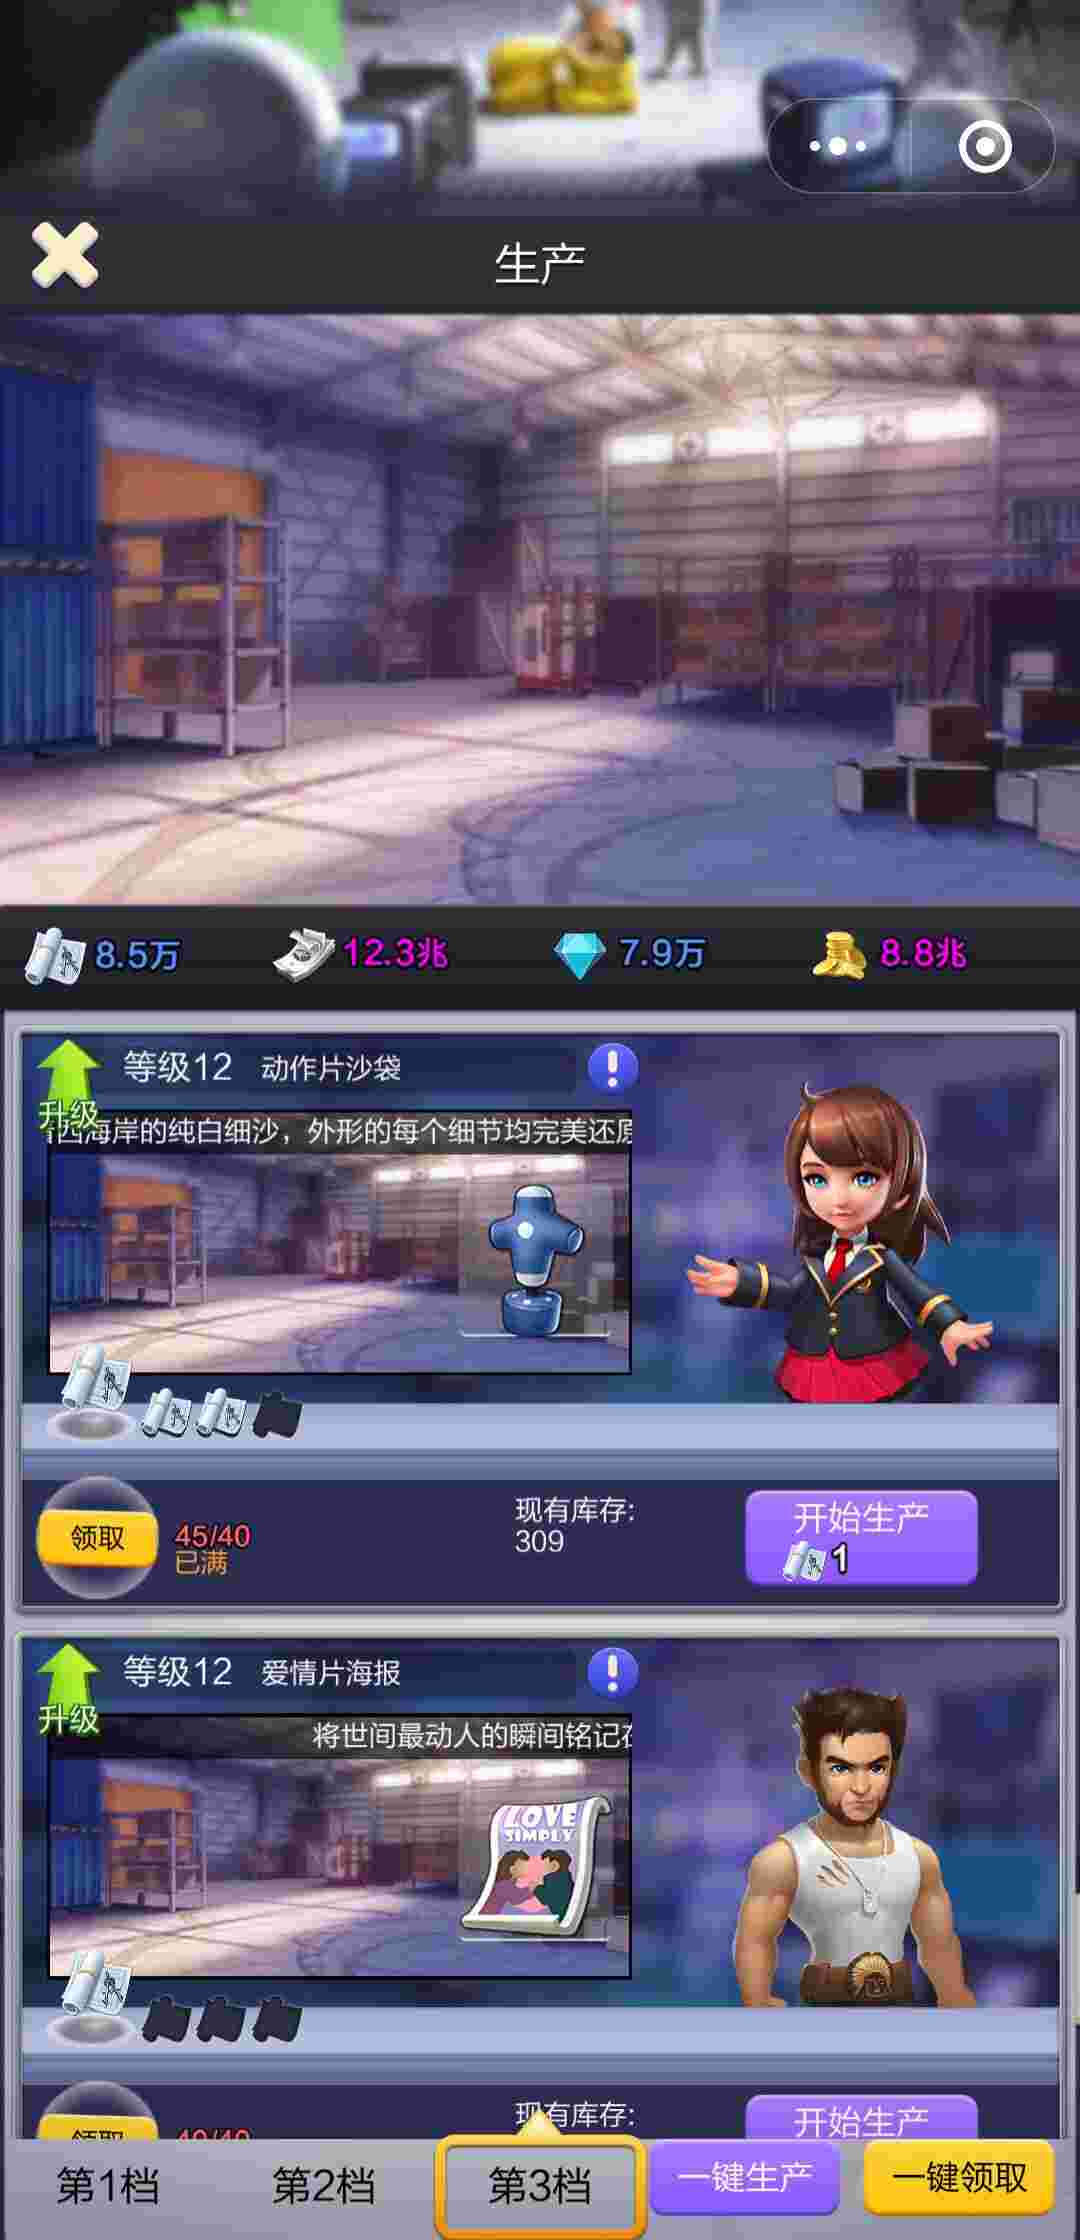 生产
8.5万
12.3兆
7.9万
8.8兆
等级12 动作片沙袋
升级
西海岸的纯白细沙，外形的每个细节均完美还原
领取
45/40
已满
现有库存:
309
开始生产
1
等级12 爱情片海报
升级
将世间最动人的瞬间铭记在
LOVE
SIMPLY
现有库存:
开始生产
领取
40/40
第1档
第2档
第3档
一键生产
一键领取